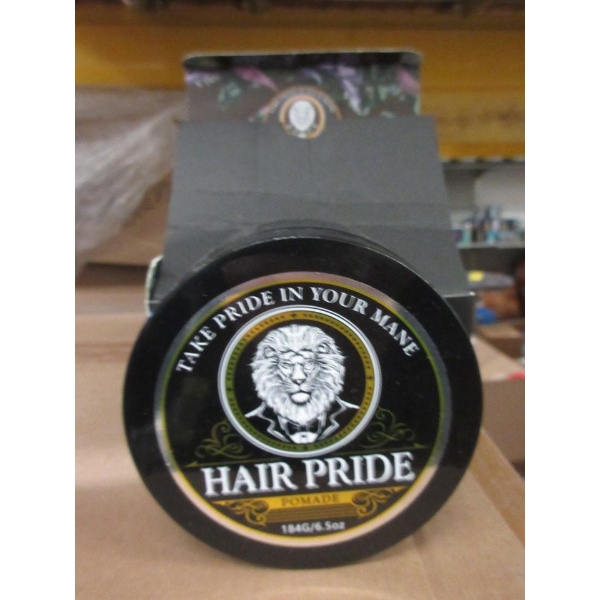 TAKE PRIDE IN YOUR MANE
HAIR PRIDE
POMADE
184G/6.5oz